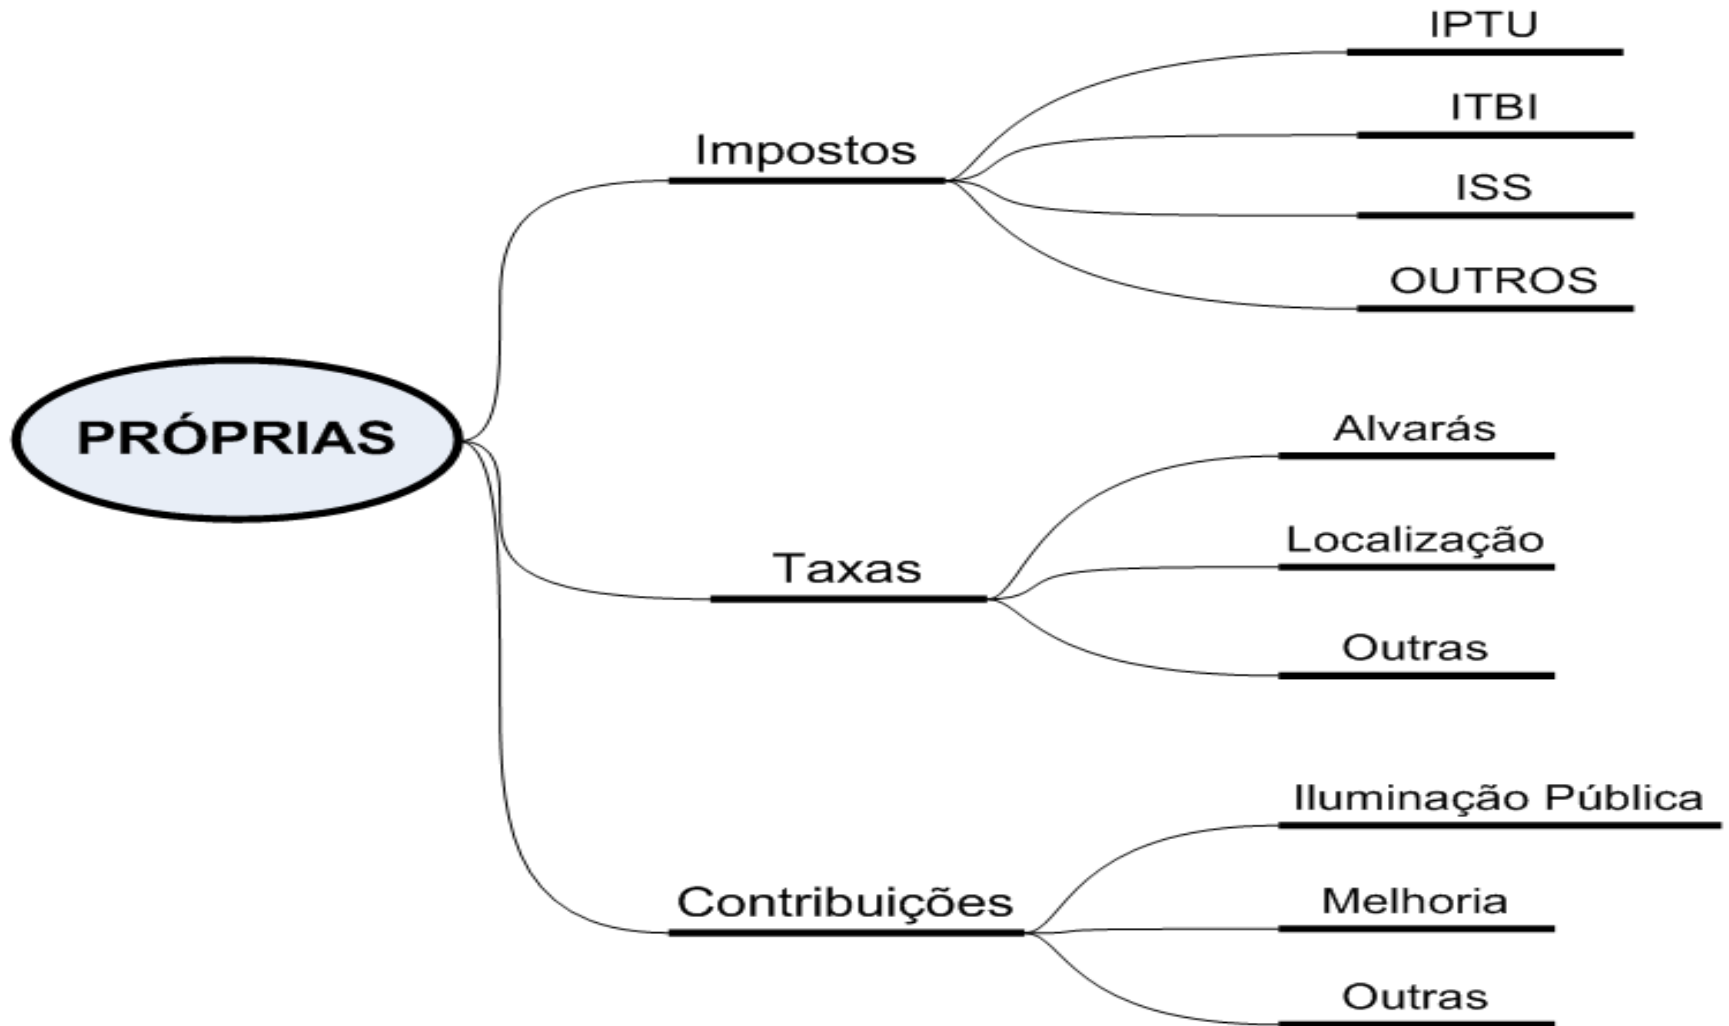 PRÓPRIAS
Impostos
IPTU
ITBI
ISS
OUTROS
Taxas
Alvarás
Localização
Outras
Contribuições
Iluminação Pública
Melhoria
Outras